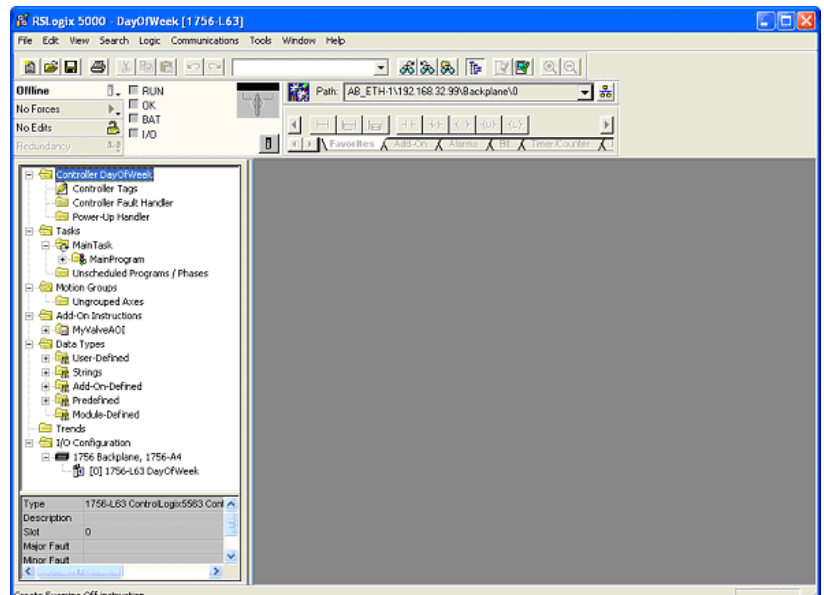 RSLogix 5000 - DayOfWeek [1756-L63]
File Edit View Search Logic Communications Tools Window Help
Offline RUN
No Forces OK
No Edits BAT
Redundancy I/O
Path: AB_ETH-1\192.168.32.99\Backplane\0
Favorites Add-On Alarms Bit Timer/Counter
Controller DayOfWeek
Controller Tags
Controller Fault Handler
Power-Up Handler
Tasks
MainTask
MainProgram
Unscheduled Programs / Phases
Motion Groups
Ungrouped Axes
Add-On Instructions
MyValveAOI
Data Types
User-Defined
Strings
Add-On-Defined
Predefined
Module-Defined
Trends
I/O Configuration
1756 Backplane, 1756-A4
[0] 1756-L63 DayOfWeek
Type 1756-L63 ControlLogix5563 Cont
Description
Slot 0
Major Fault
Minor Fault
Create Examine Off instruction